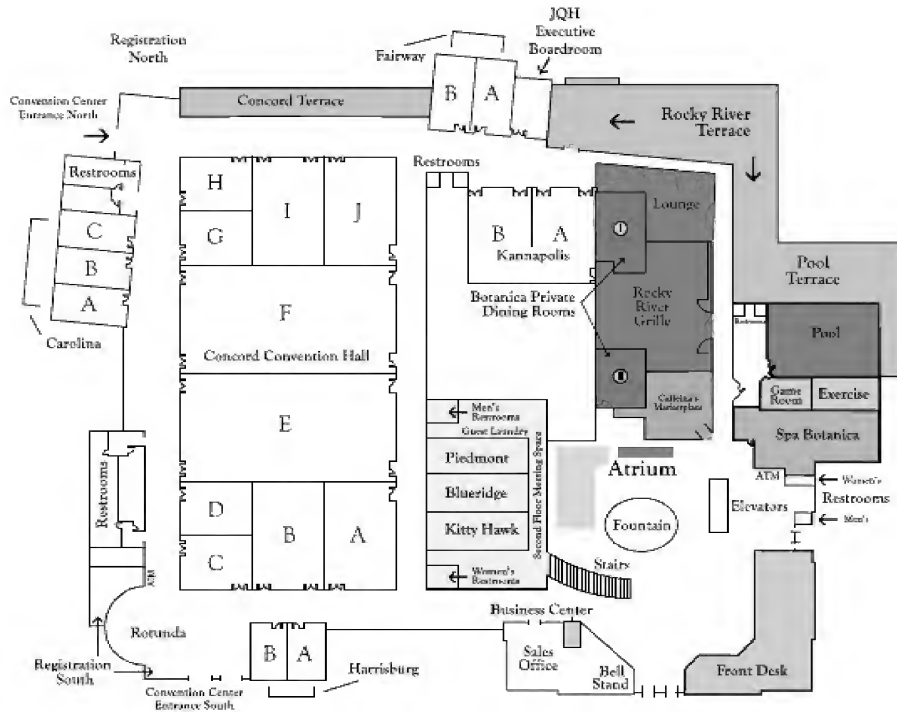 JQH
Executive
Boardroom
Registration
North
Fairway
B
A
Convention Center
Entrance North
Concord Terrace
Rocky River
Terrace
Restrooms
Restrooms
H
I
J
G
Lounge
C
B
A
B
A
Kannapolis
I
Pool
Terrace
Botanica Private
Dining Rooms
Rocky
River
Grille
Restrooms
Pool
F
Concord Convention Hall
Carolina
II
Caffeina's
Marketplace
Game
Room
Exercise
Men's
Restrooms
Guest Laundry
Spa Botanica
E
Piedmont
Atrium
Restrooms
Blueridge
Second Floor Meeting Space
ATM
Women's
Elevators
Restrooms
D
B
A
Kitty Hawk
Fountain
Men's
C
Women's
Restrooms
Stairs
ATM
Rotunda
Business Center
B
A
Sales
Office
Registration
South
Harrisburg
Bell
Stand
Front Desk
Convention Center
Entrance South